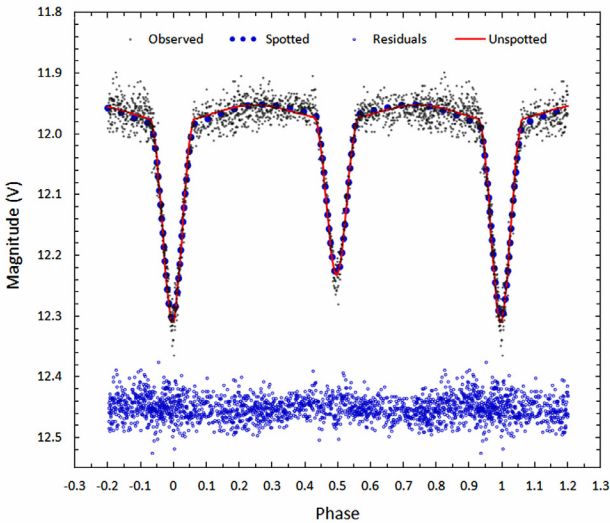 11.8
Observed Spotted Residuals Unspotted
11.9
12.0
12.1
12.2
12.3
12.4
12.5
Magnitude (V)
-0.3 -0.2 -0.1 0 0.1 0.2 0.3 0.4 0.5 0.6 0.7 0.8 0.9 1 1.1 1.2 1.3
Phase